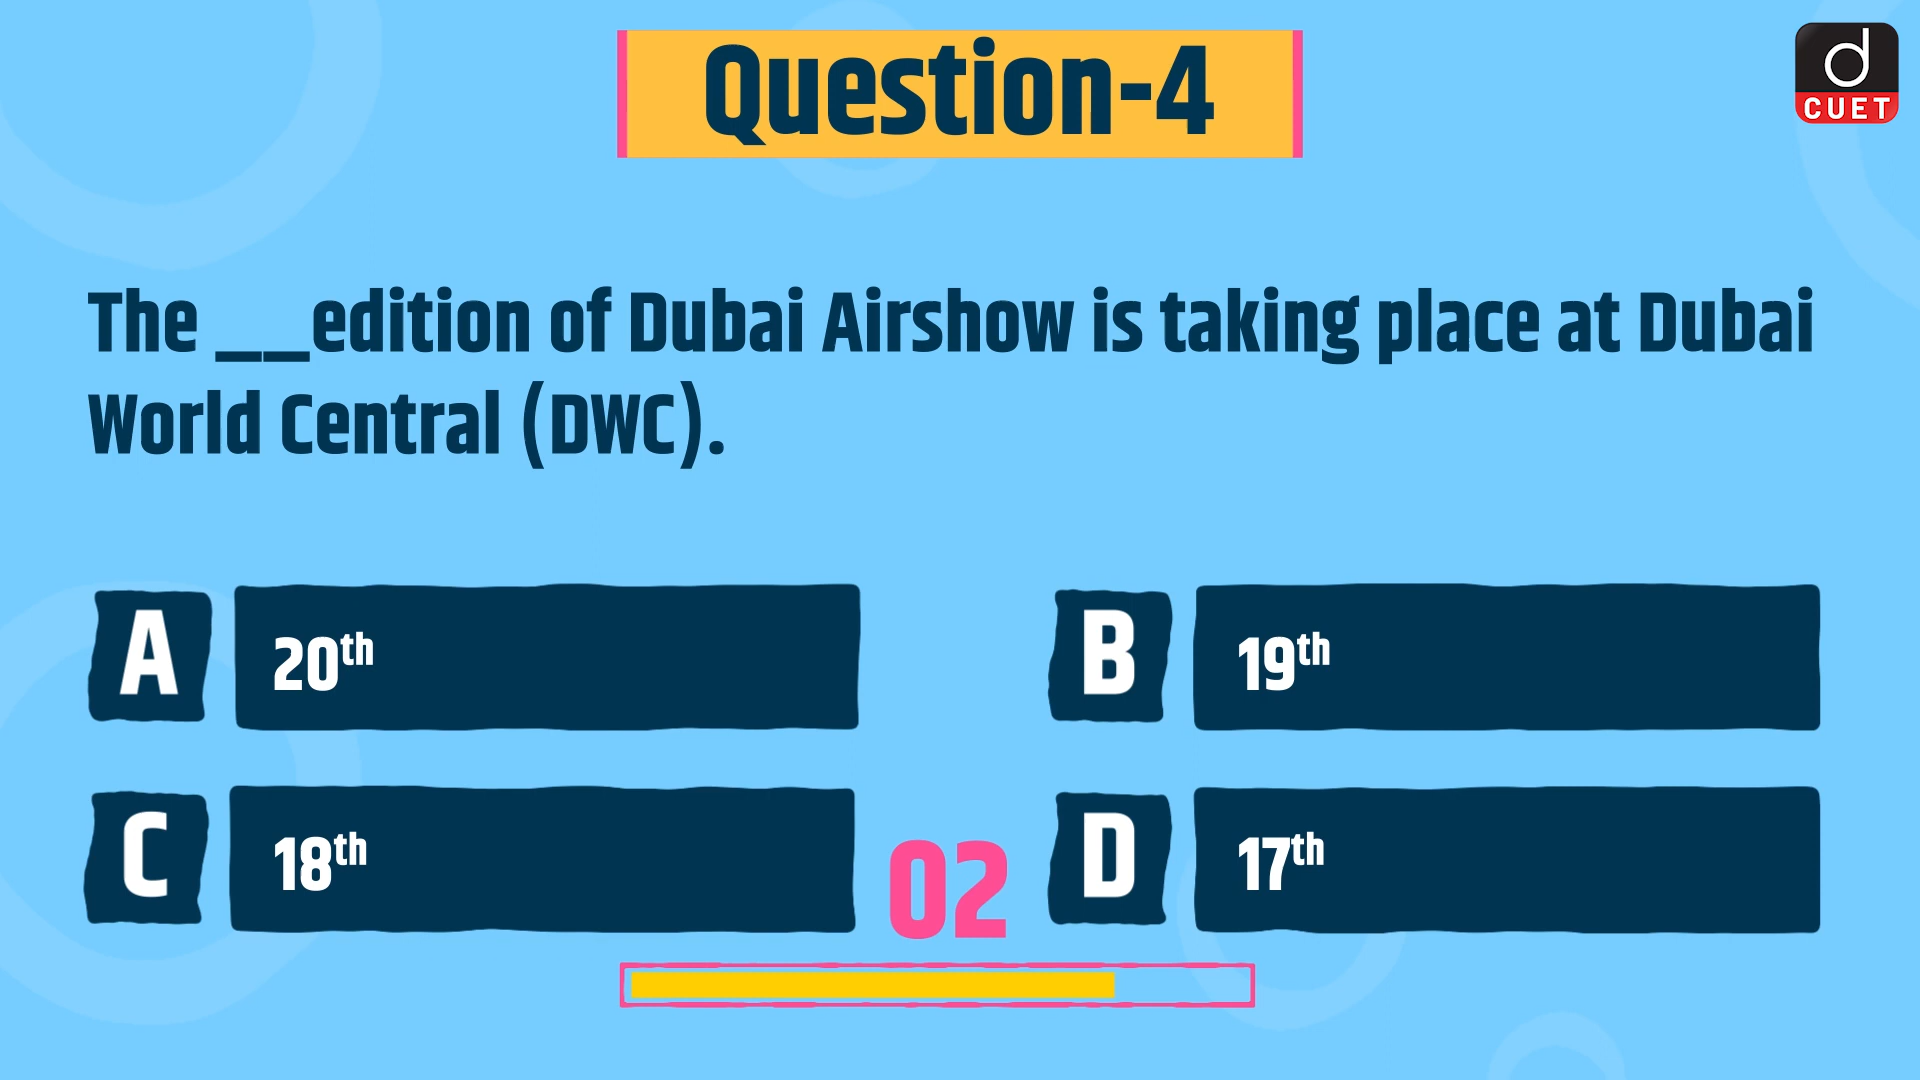 Question-4
d
CUET
The __edition of Dubai Airshow is taking place at Dubai
World Central (DWC).
A
20th
B
19th
C
18th
02
D
17th